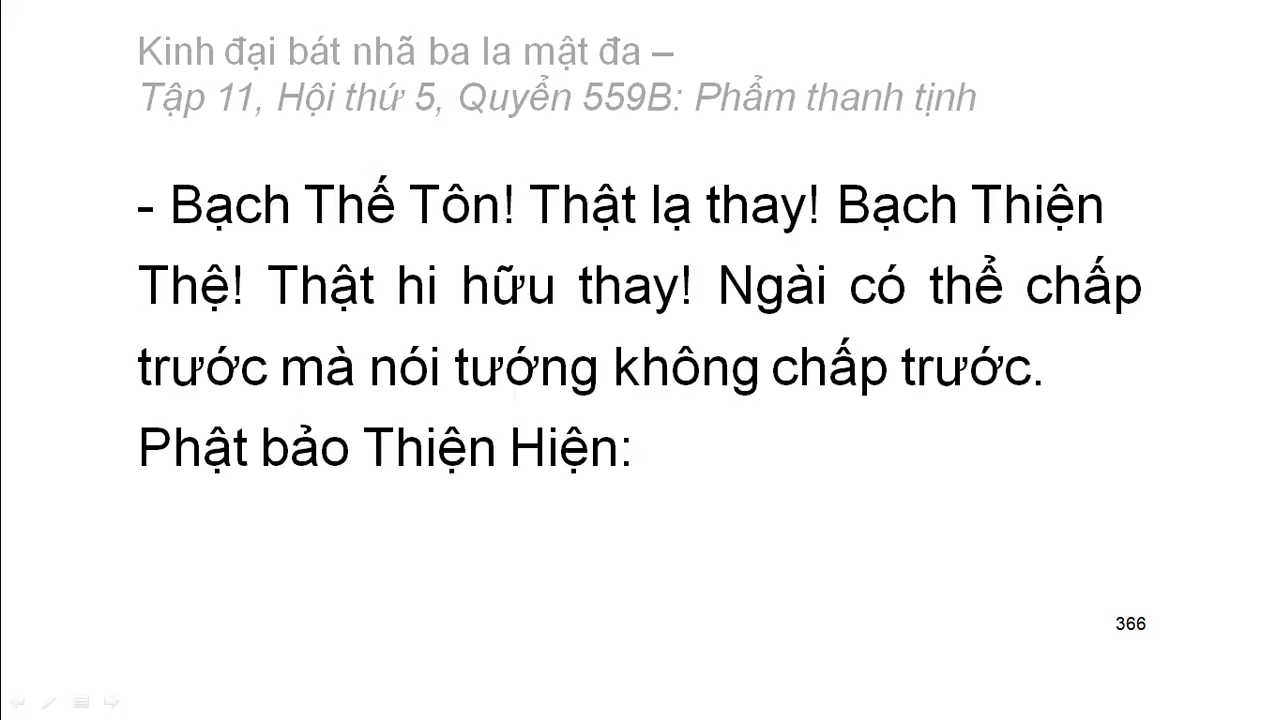 Kinh đại bát nhã ba la mật đa –
Tập 11, Hội thứ 5, Quyển 559B: Phẩm thanh tịnh
- Bạch Thế Tôn! Thật lạ thay! Bạch Thiện
Thệ! Thật hi hữu thay! Ngài có thể chấp
trước mà nói tướng không chấp trước.
Phật bảo Thiện Hiện:
366